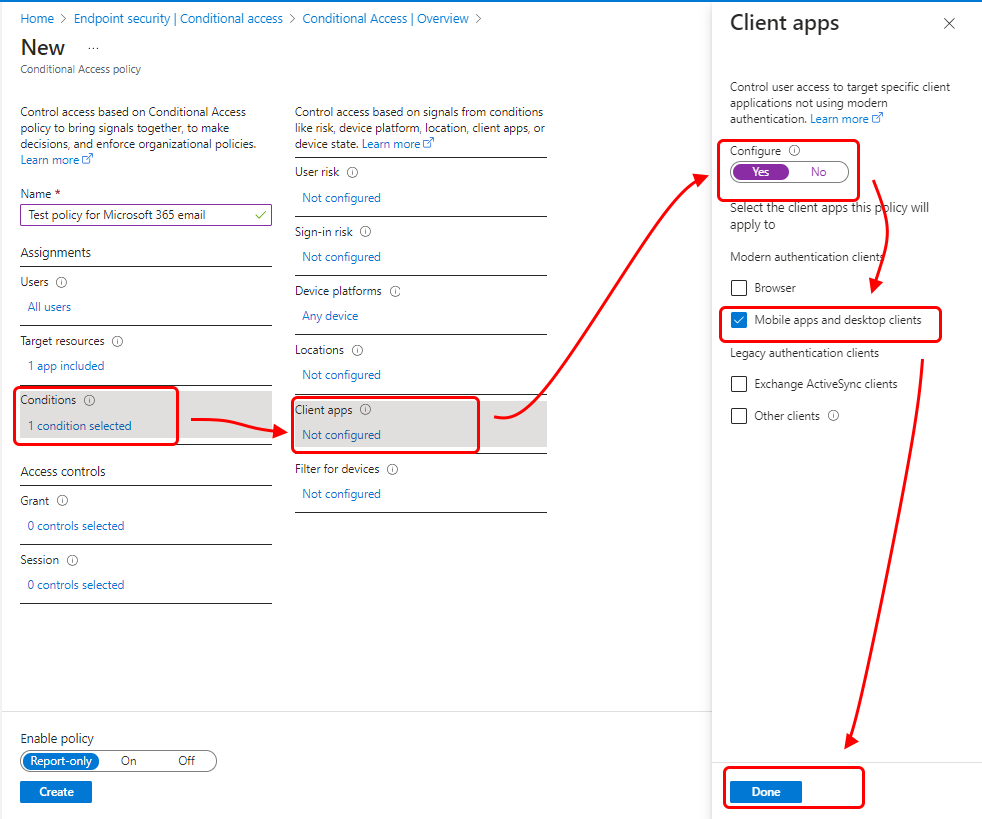 Home > Endpoint security | Conditional access > Conditional Access | Overview >
New ...
Conditional Access policy
Control access based on Conditional Access
policy to bring signals together, to make
decisions, and enforce organizational policies.
Learn more
Name *
Test policy for Microsoft 365 email
Assignments
Users
All users
Target resources
1 app included
Conditions
1 condition selected
Access controls
Grant
0 controls selected
Session
0 controls selected
Control access based on signals from conditions
like risk, device platform, location, client apps, or
device state. Learn more
User risk
Not configured
Sign-in risk
Not configured
Device platforms
Any device
Locations
Not configured
Client apps
Not configured
Filter for devices
Not configured
Enable policy
Report-only On Off
Create
Client apps
Control user access to target specific client
applications not using modern
authentication. Learn more
Configure
Yes No
Select the client apps this policy will
apply to
Modern authentication clients
Browser
Mobile apps and desktop clients
Legacy authentication clients
Exchange ActiveSync clients
Other clients
Done